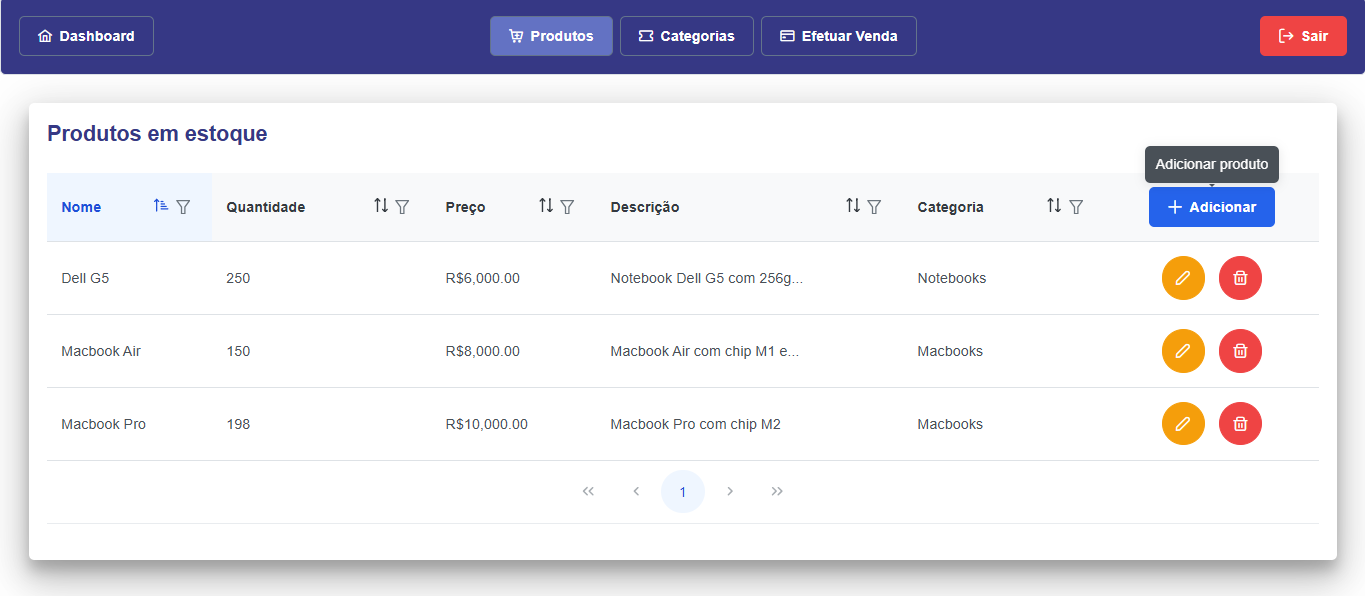 Dashboard Produtos Categorias Efetuar Venda Sair
Produtos em estoque
Adicionar produto
Nome Quantidade Preço Descrição Categoria Adicionar
Dell G5 250 R$6,000.00 Notebook Dell G5 com 256g... Notebooks
Macbook Air 150 R$8,000.00 Macbook Air com chip M1 e... Macbooks
Macbook Pro 198 R$10,000.00 Macbook Pro com chip M2 Macbooks
1